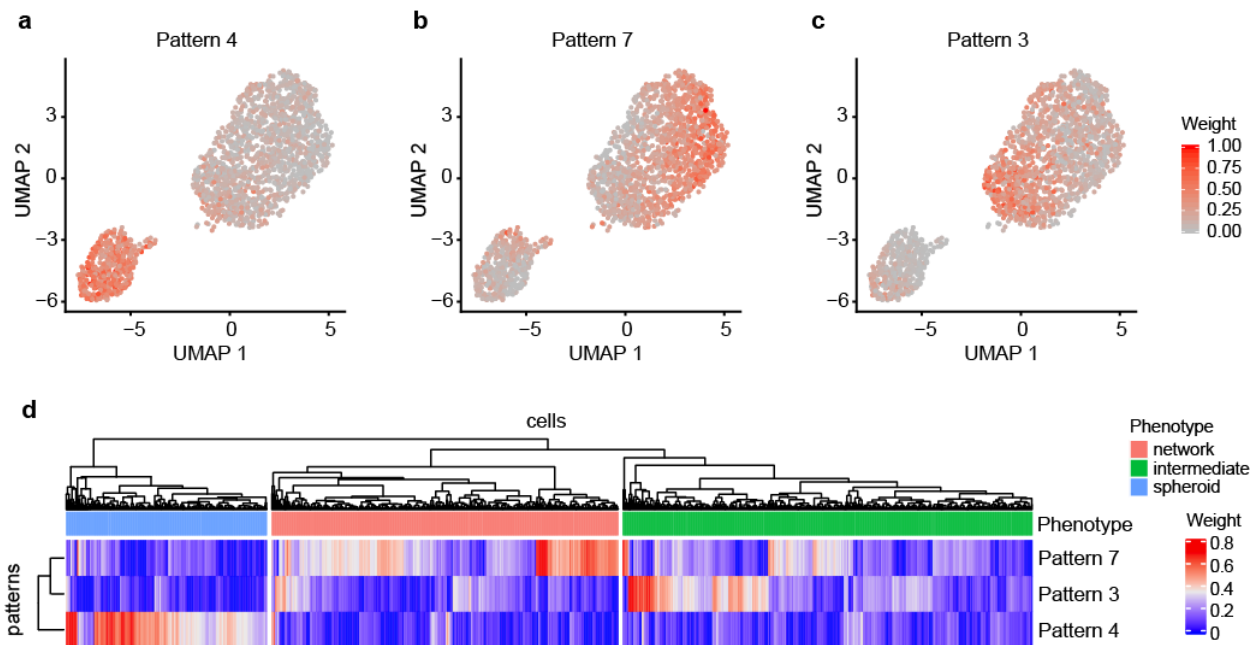 a
Pattern 4
UMAP 2
3
0
−3
−6
−5
0
5
UMAP 1
b
Pattern 7
UMAP 2
3
0
−3
−6
−5
0
5
UMAP 1
c
Pattern 3
UMAP 2
3
0
−3
−6
−5
0
5
UMAP 1
Weight
1.00
0.75
0.50
0.25
0.00
d
cells
patterns
Phenotype
Pattern 7
Pattern 3
Pattern 4
Phenotype
network
intermediate
spheroid
Weight
0.8
0.6
0.4
0.2
0